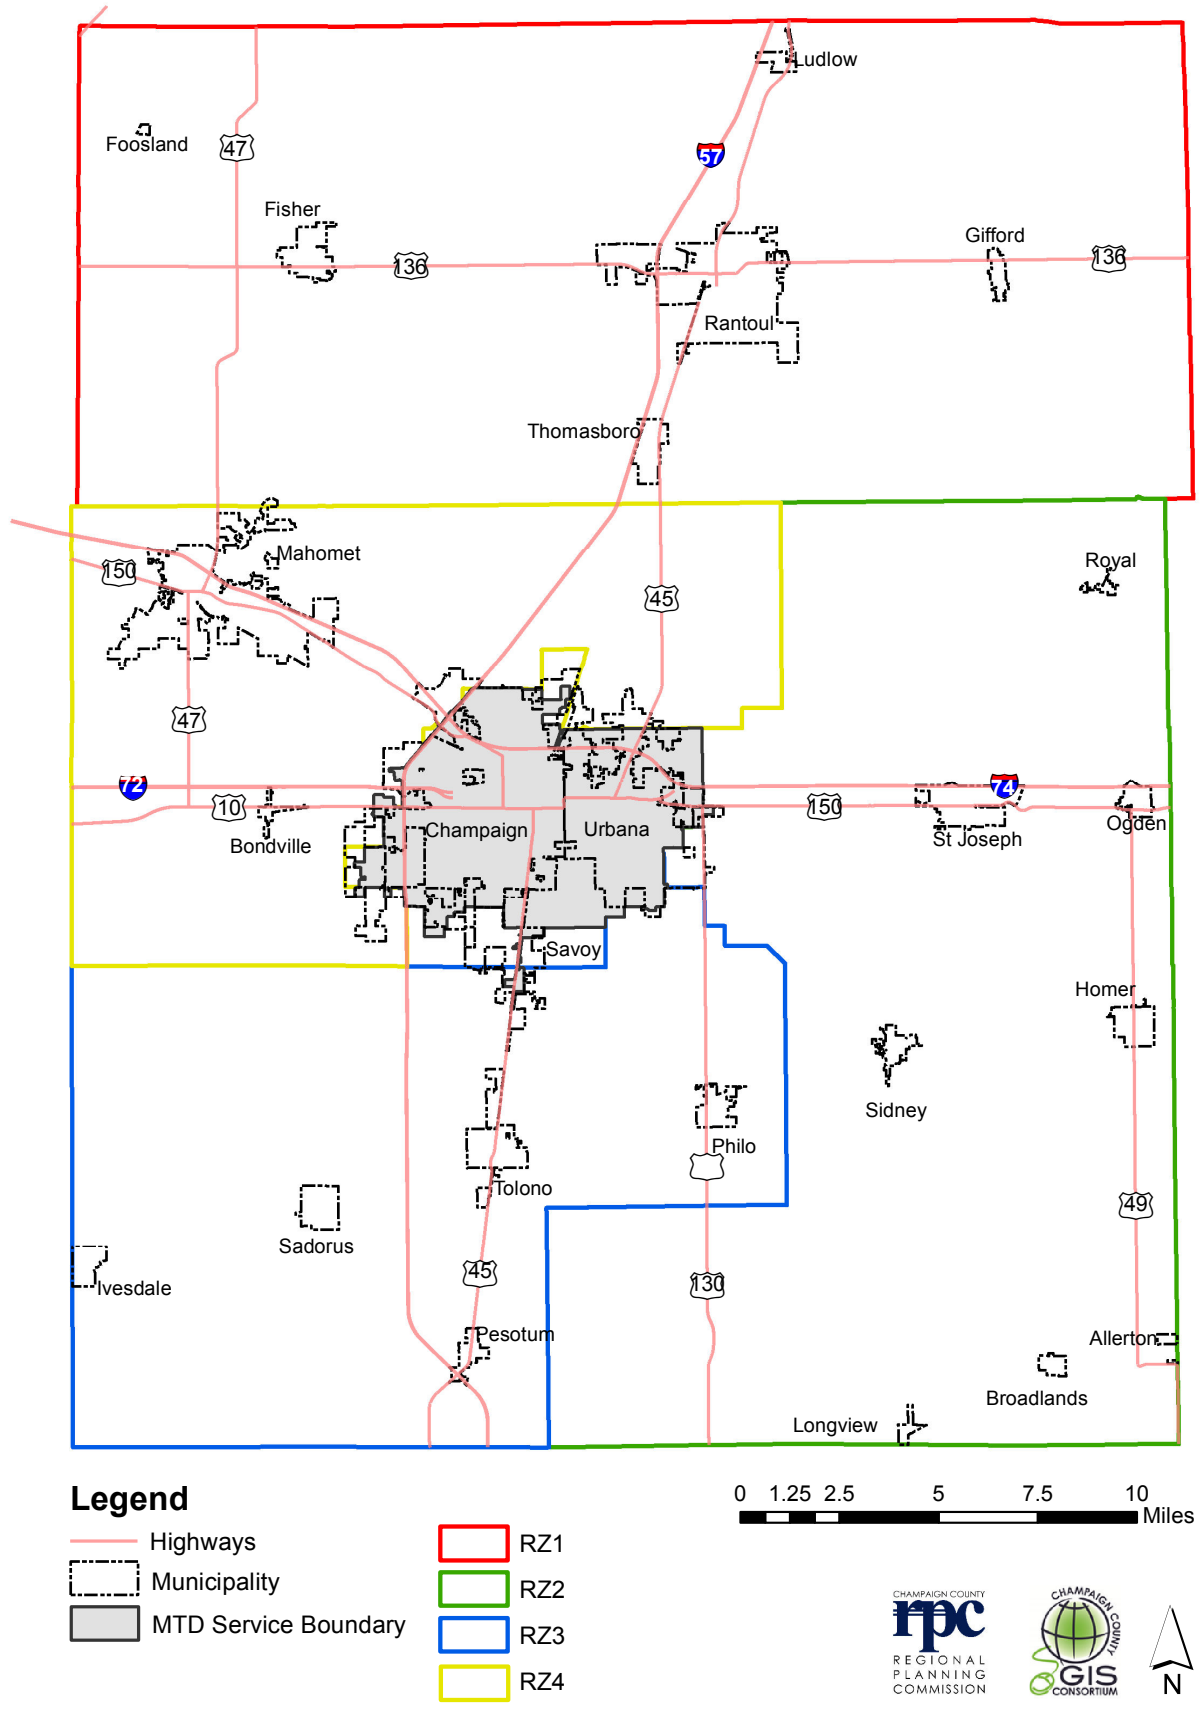 Ludlow
Foosland
47
57
Fisher
136
Gifford
136
Rantoul
Thomasboro
Mahomet
150
Royal
45
47
72
10
Bondville
Champaign
Urbana
150
74
St Joseph
Ogden
Savoy
Homer
Sidney
Philo
Tolono
Sadorus
49
Ivesdale
45
130
Pesotum
Allerton
Broadlands
Longview
Legend
Highways
Municipality
MTD Service Boundary
RZ1
RZ2
RZ3
RZ4
0 1.25 2.5 5 7.5 10
Miles
CHAMPAIGN COUNTY
rpc
REGIONAL
PLANNING
COMMISSION
CHAMPAIGN COUNTY
GIS
CONSORTIUM
N